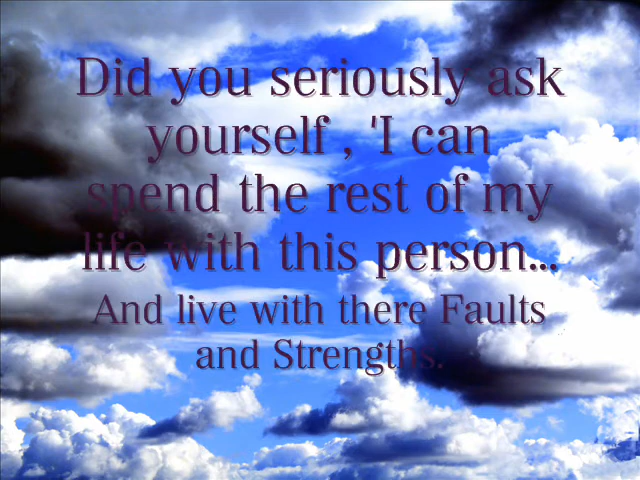 Did you seriously ask
yourself , 'I can
spend the rest of my
life with this person...
And live with there Faults
and Strengths.